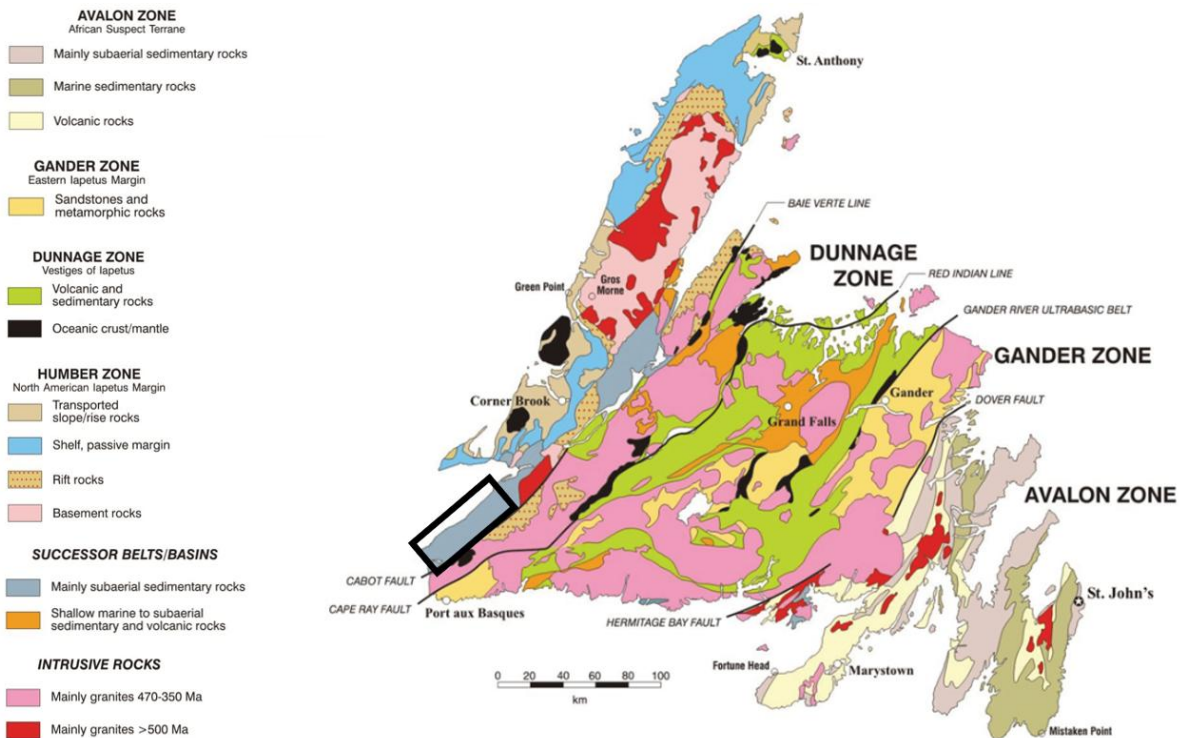 AVALON ZONE
African Suspect Terrane
Mainly subaerial sedimentary rocks
Marine sedimentary rocks
Volcanic rocks
GANDER ZONE
Eastern Iapetus Margin
Sandstones and
metamorphic rocks
DUNNAGE ZONE
Vestiges of Iapetus
Volcanic and
sedimentary rocks
Oceanic crust/mantle
HUMBER ZONE
North American Iapetus Margin
Transported
slope/rise rocks
Shelf, passive margin
Rift rocks
Basement rocks
SUCCESSOR BELTS/BASINS
Mainly subaerial sedimentary rocks
Shallow marine to subaerial
sedimentary and volcanic rocks
INTRUSIVE ROCKS
Mainly granites 470-350 Ma
Mainly granites >500 Ma
St. Anthony
BAIE VERTE LINE
DUNNAGE
ZONE
RED INDIAN LINE
Green Point
Gros
Morne
GANDER RIVER ULTRABASIC BELT
GANDER ZONE
Corner Brook
Gander
DOVER FAULT
Grand Falls
AVALON ZONE
CABOT FAULT
CAPE RAY FAULT
Port aux Basques
HERMITAGE BAY FAULT
St. John's
Fortune Head
Marystown
0 20 40 60 80 100
km
Mistaken Point